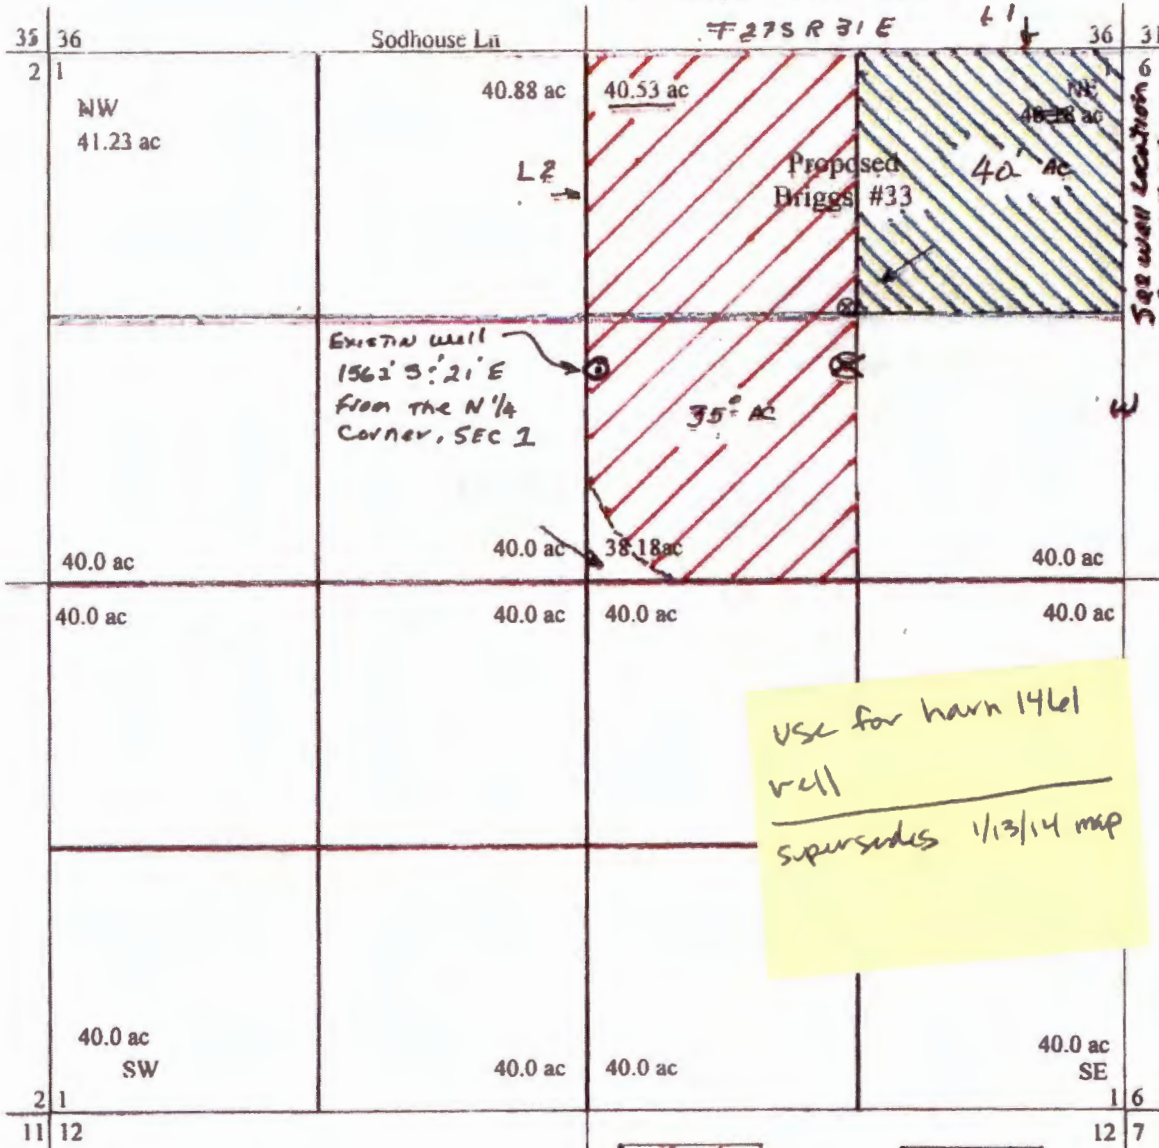 T 27S R 31 E
L1
35 36
Sodhouse Ln
36 31
2 1
6
NW
41.23 ac
40.88 ac
40.53 ac
NE
L2
Proposed
Briggs #33
40 Ac
See well Location
Existin well
1562' S: 21' E
From the N 1/4
Corner, SEC 1
35.0 AC
E
40.0 ac
40.0 ac
38.18ac
40.0 ac
40.0 ac
40.0 ac
40.0 ac
40.0 ac
use for harn 1461
well
supersedes 1/13/14 map
40.0 ac
SW
40.0 ac
40.0 ac
40.0 ac
SE
2 1
1 6
11 12
12 7